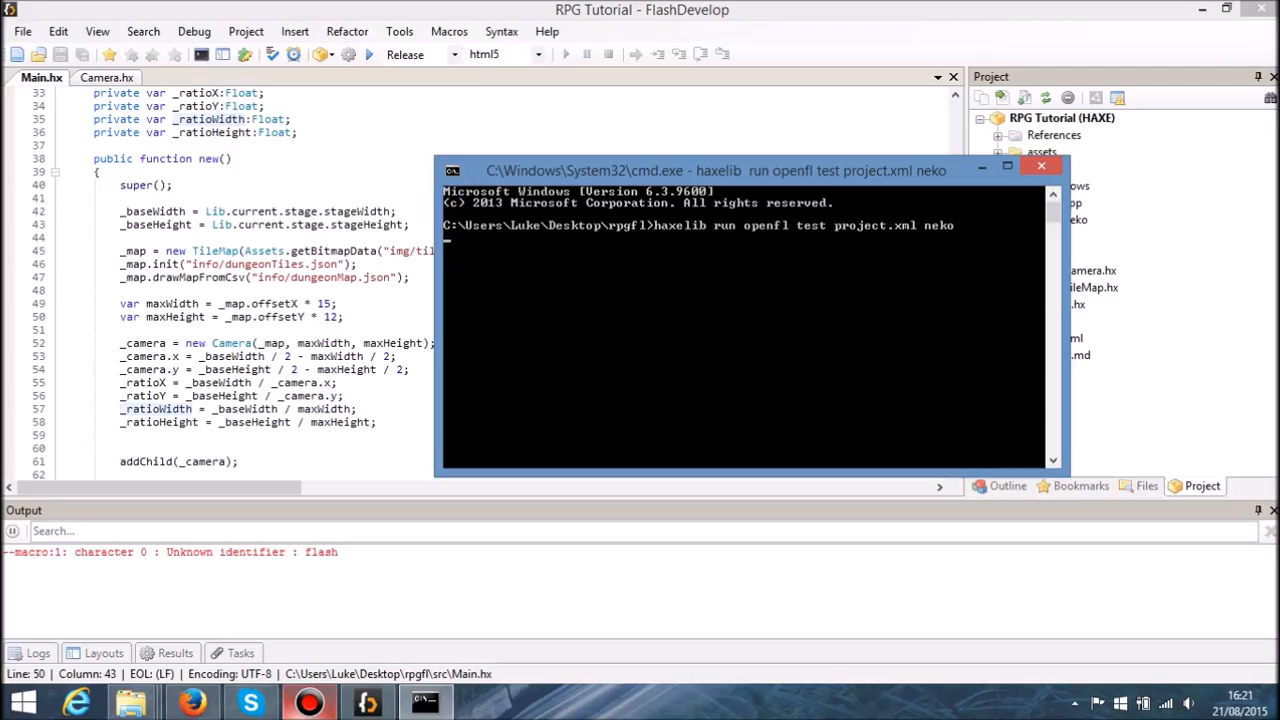 RPG Tutorial - FlashDevelop
File Edit View Search Debug Project Insert Refactor Tools Macros Syntax Help
Release html5
Main.hx Camera.hx
33 private var _ratioX:Float;
34 private var _ratioY:Float;
35 private var _ratioWidth:Float;
36 private var _ratioHeight:Float;
37
38 public function new()
39 {
40 super();
41
42 _baseWidth = Lib.current.stage.stageWidth;
43 _baseHeight = Lib.current.stage.stageHeight;
44
45 _map = new TileMap(Assets.getBitmapData("img/til
46 _map.init("info/dungeonTiles.json");
47 _map.drawMapFromCsv("info/dungeonMap.json");
48
49 var maxWidth = _map.offsetX * 15;
50 var maxHeight = _map.offsetY * 12;
51
52 _camera = new Camera(_map, maxWidth, maxHeight);
53 _camera.x = _baseWidth / 2 - maxWidth / 2;
54 _camera.y = _baseHeight / 2 - maxHeight / 2;
55 _ratioX = _baseWidth / _camera.x;
56 _ratioY = _baseHeight / _camera.y;
57 _ratioWidth = _baseWidth / maxWidth;
58 _ratioHeight = _baseHeight / maxHeight;
59
60
61 addChild(_camera);
62
C:\Windows\System32\cmd.exe - haxelib run openfl test project.xml neko
Microsoft Windows [Version 6.3.9600]
(c) 2013 Microsoft Corporation. All rights reserved.
C:\Users\Luke\Desktop\rpgfl>haxelib run openfl test project.xml neko
Project
RPG Tutorial (HAXE)
References
assets
ows
eko
amera.hx
ileMap.hx
.hx
ml
.md
Outline Bookmarks Files Project
Output
Search...
--macro:1: character 0 : Unknown identifier : flash
Logs Layouts Results Tasks
Line: 50 Column: 43 EOL: (LF) Encoding: UTF-8 C:\Users\Luke\Desktop\rpgfl\src\Main.hx
16:21
21/08/2015